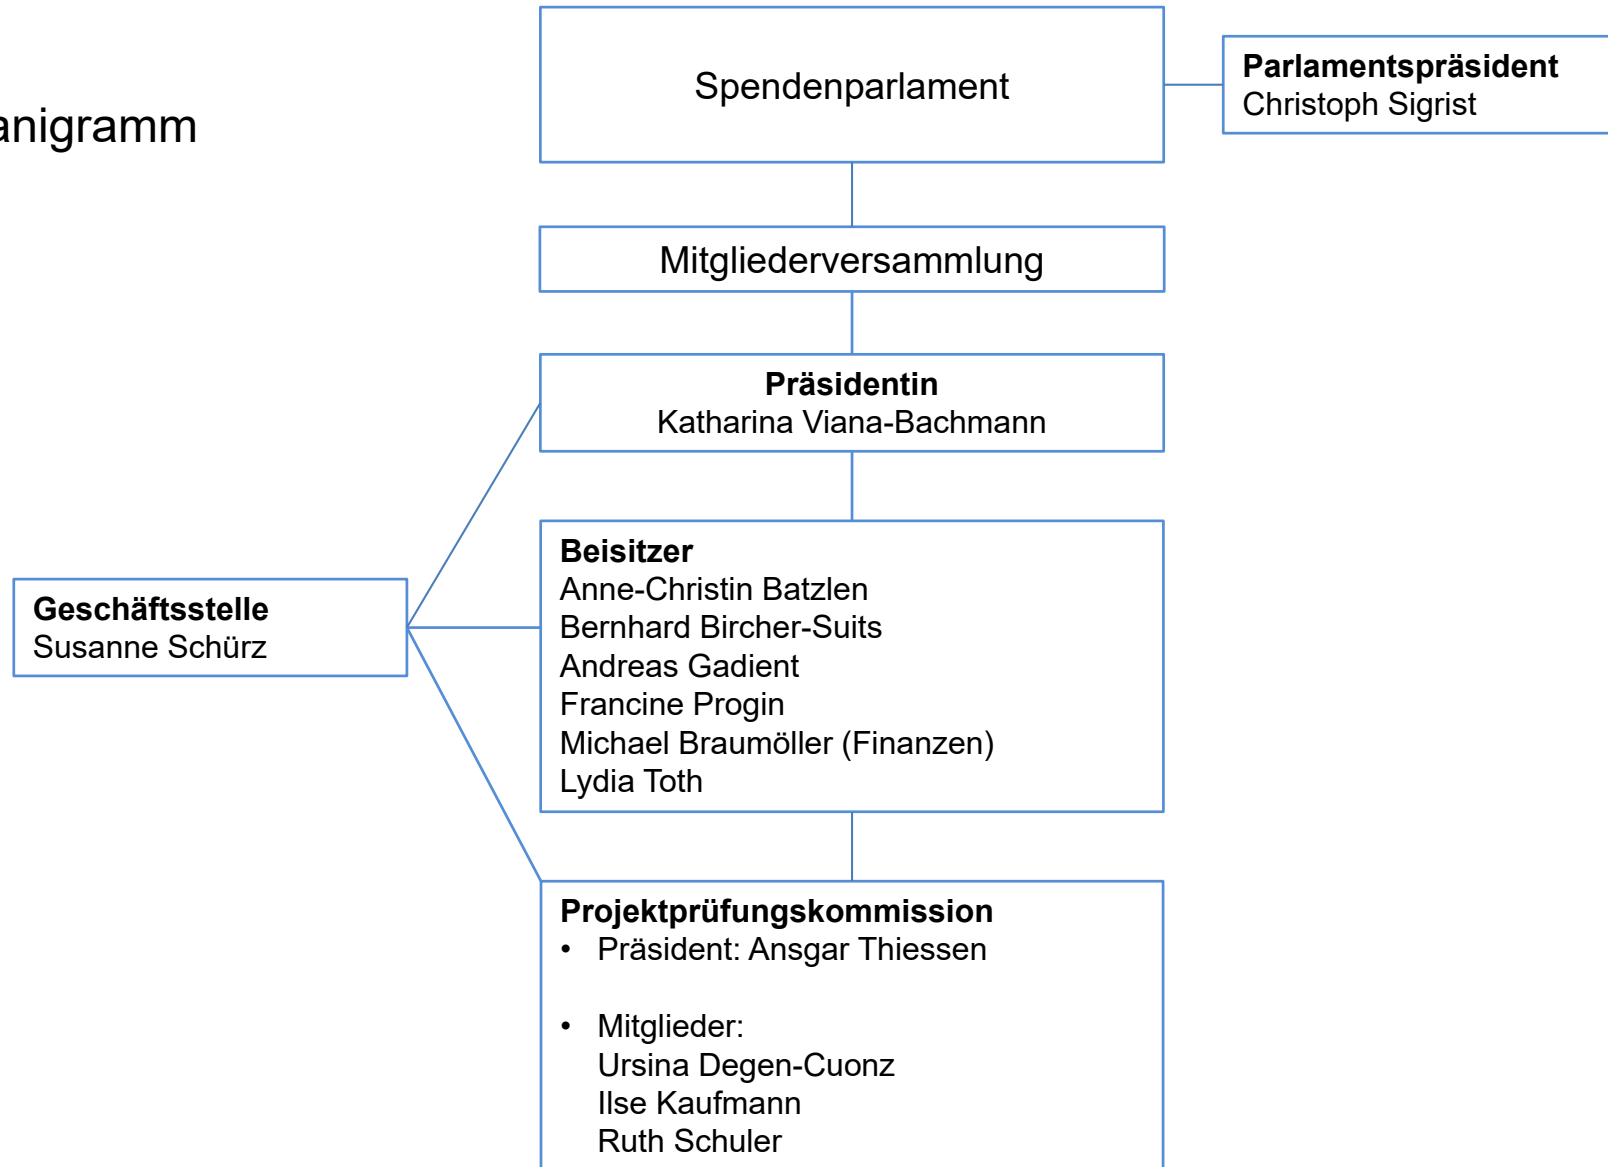 anigramm
Spendenparlament
Parlamentspräsident
Christoph Sigrist
Mitgliederversammlung
Präsidentin
Katharina Viana-Bachmann
Geschäftsstelle
Susanne Schürz
Beisitzer
Anne-Christin Batzlen
Bernhard Bircher-Suits
Andreas Gadient
Francine Progin
Michael Braumöller (Finanzen)
Lydia Toth
Projektprüfungskommission
• Präsident: Ansgar Thiessen
• Mitglieder:
Ursina Degen-Cuonz
Ilse Kaufmann
Ruth Schuler